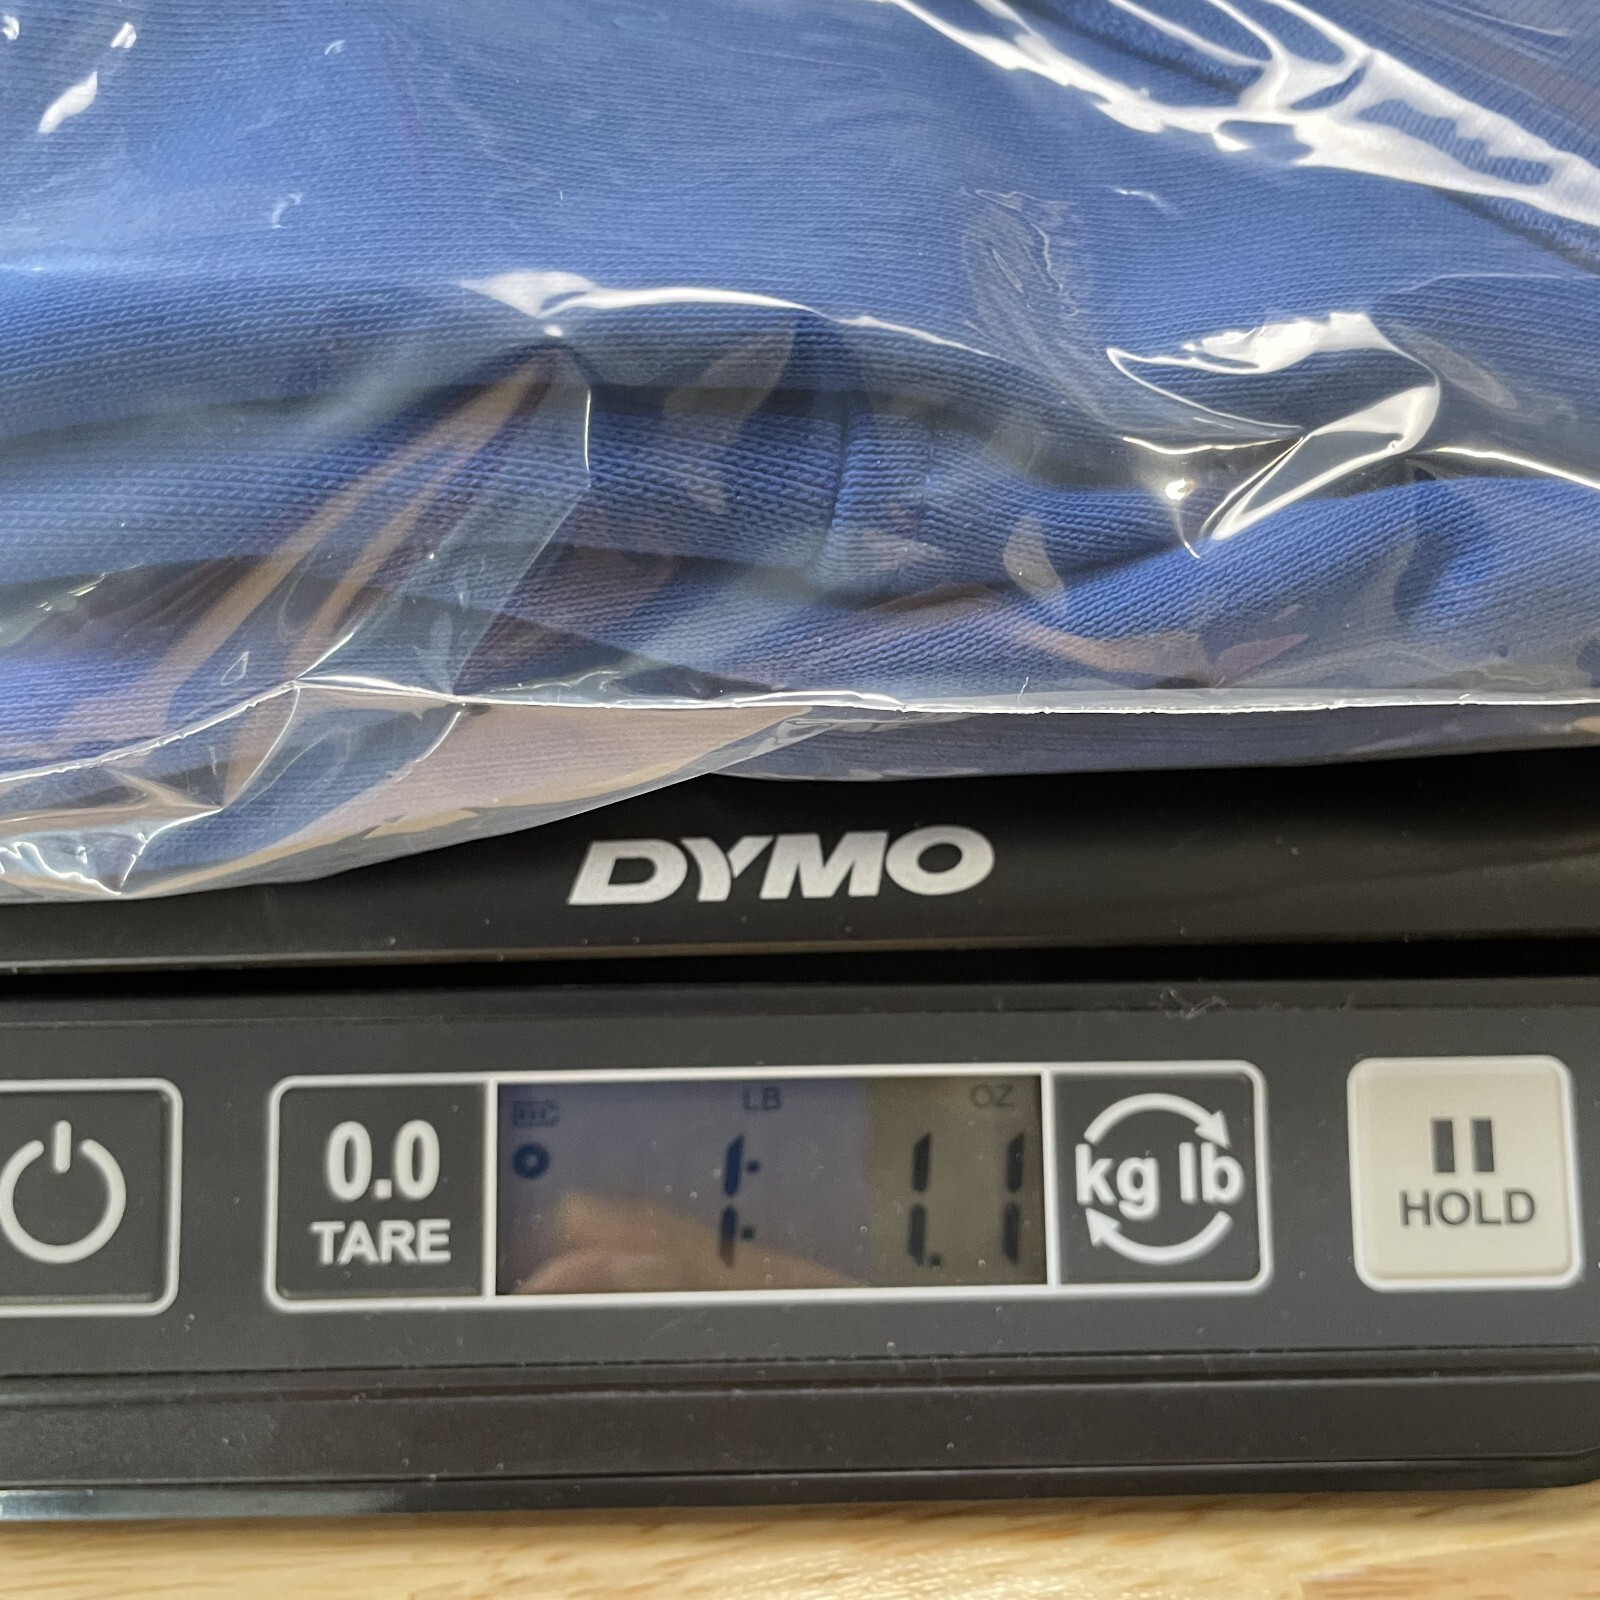 DYMO
0.0
TARE
LB
OZ
1:
1.1
kg lb
HOLD